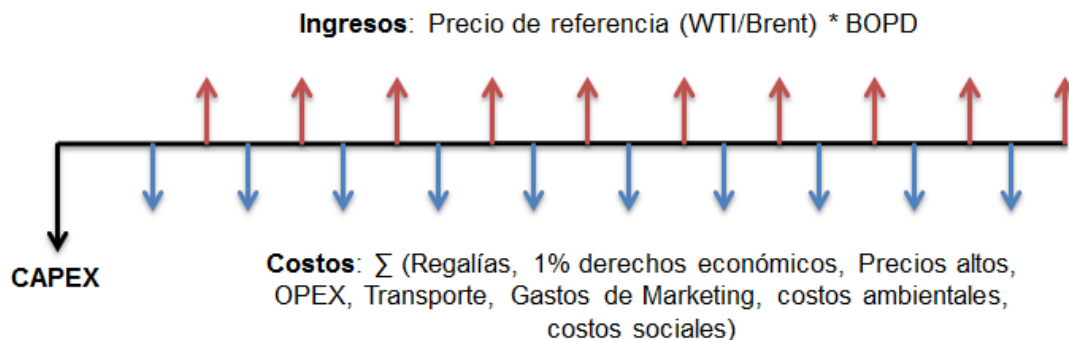 Ingresos: Precio de referencia (WTI/Brent) * BOPD
CAPEX
Costos: ∑ (Regalías, 1% derechos económicos, Precios altos,
OPEX, Transporte, Gastos de Marketing, costos ambientales,
costos sociales)